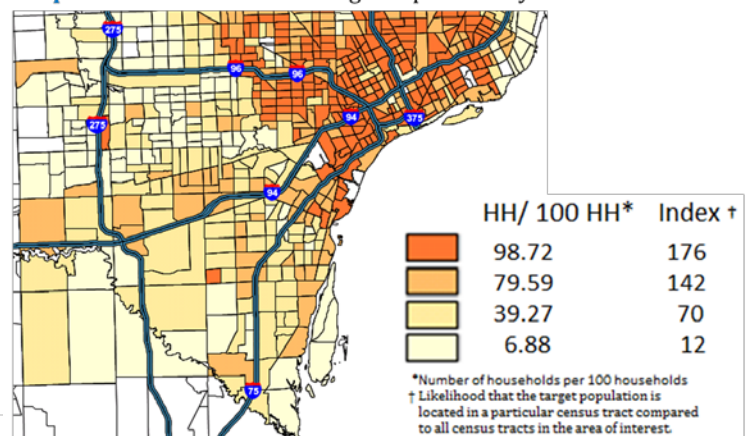 275
96
96
275
94
375
94
75
HH/ 100 HH* Index †
98.72 176
79.59 142
39.27 70
6.88 12
*Number of households per 100 households
† Likelihood that the target population is
located in a particular census tract compared
to all census tracts in the area of interest.